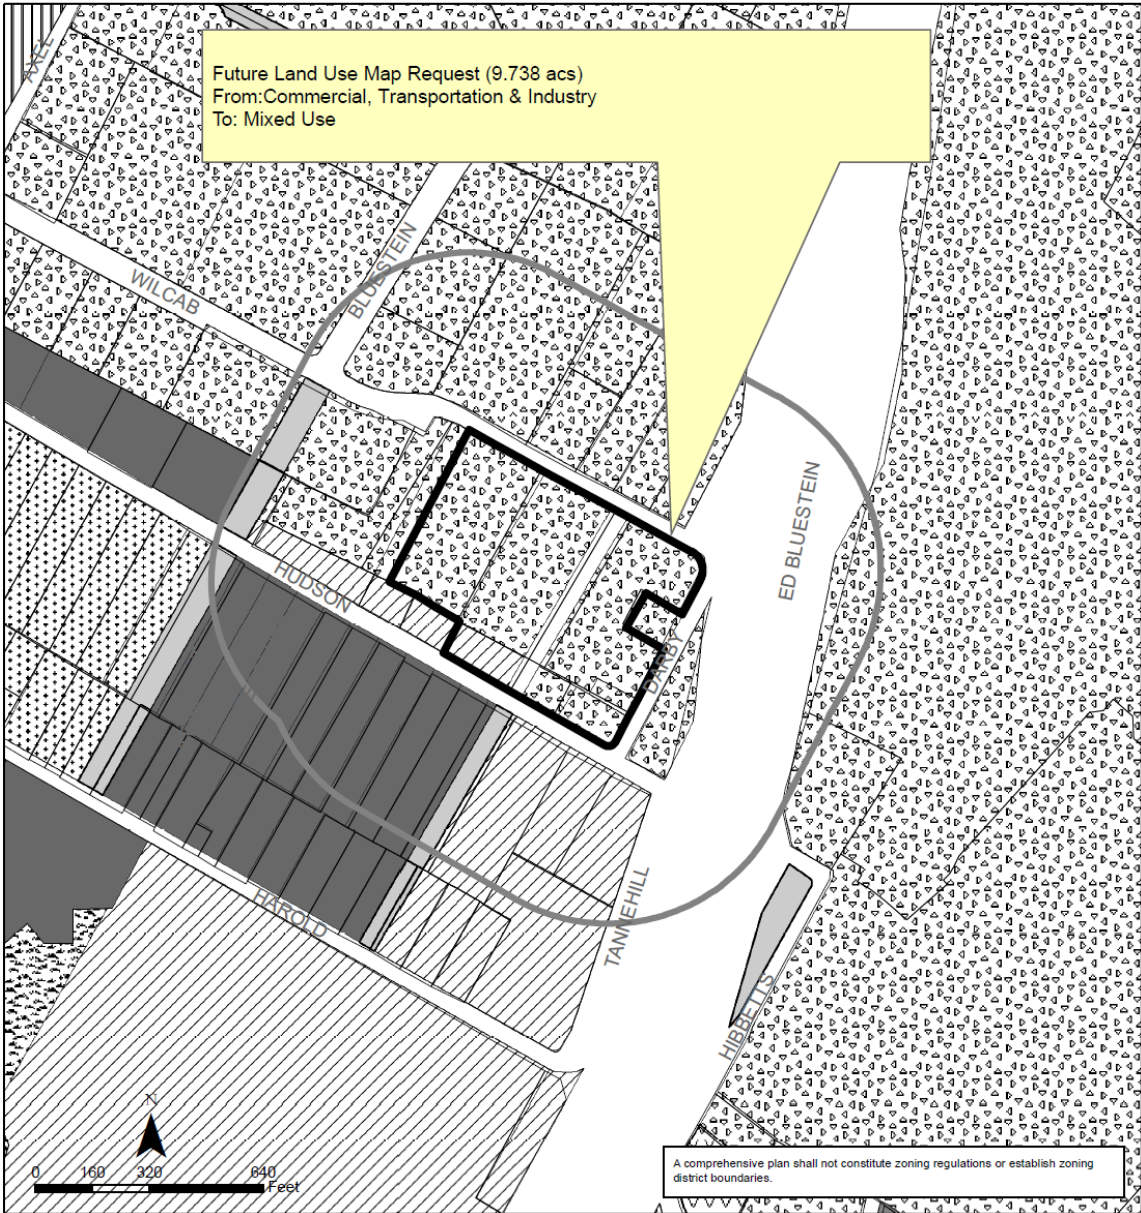 Future Land Use Map Request (9.738 acs)
From:Commercial, Transportation & Industry
To: Mixed Use
AXEL
WILCAB
BLUESTEIN
HUDSON
ED BLUESTEIN
DARBY
HAROLD
TANNEHILL
HIBBETTS
N
0 160 320 640
Feet
A comprehensive plan shall not constitute zoning regulations or establish zoning
district boundaries.